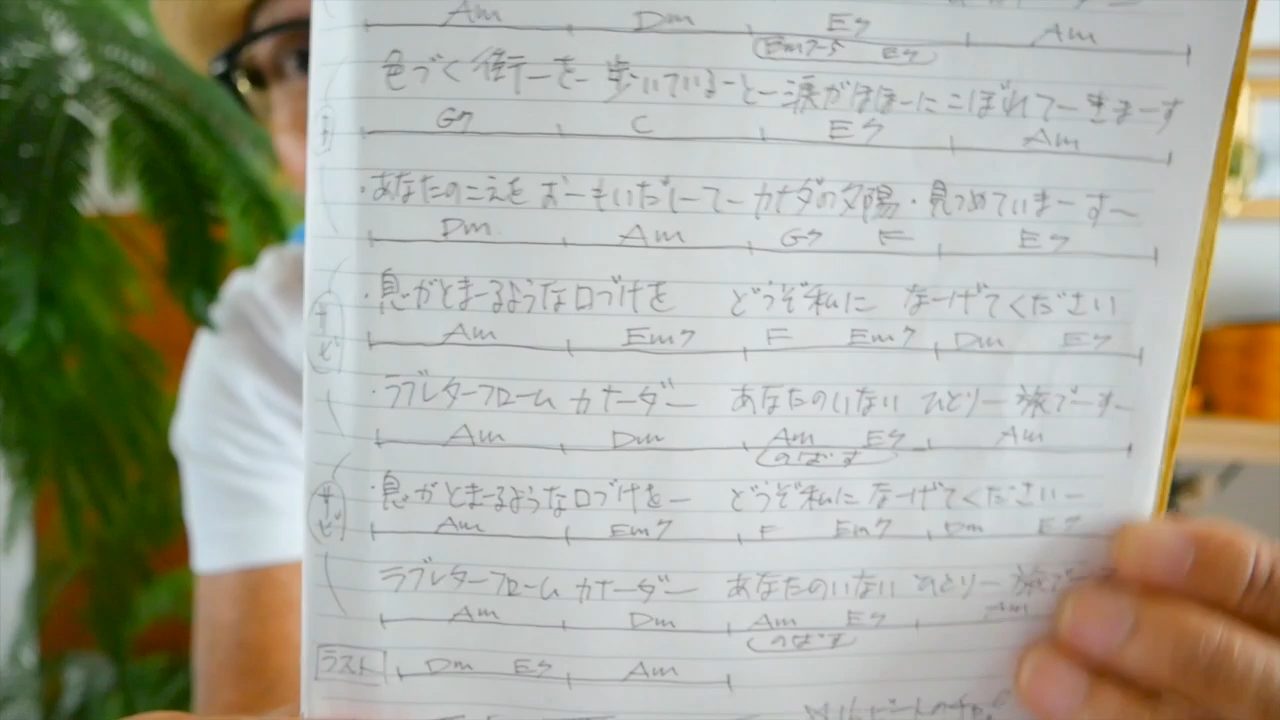 Am Dm E7 Am
Em7-5 E7
色づく街ーをー歩いているーとー涙がほほーにこぼれてーきまーす
G7 C E7 Am
・あなたのこえを おーもいだしーてーカナダの夕陽・見つめていまーすー
Dm Am G7 F E7
・息がとまーるような口づけを どうぞ私に なーげてください
サビ Am Em7 F Em7 Dm E7
・ラブレターフローム カナーダー あなたのいない ひとりー旅でーすー
Am Dm Am E7 Am
のばす
・息がとまーるような口づけをー どうぞ私に なーげてくださいー
サビ Am Em7 F Em7 Dm E7
ラブレターフローム カナーダー あなたのいない ひとりー旅でー
Am Dm Am E7 Am
のばす
ラスト Dm E7 Am